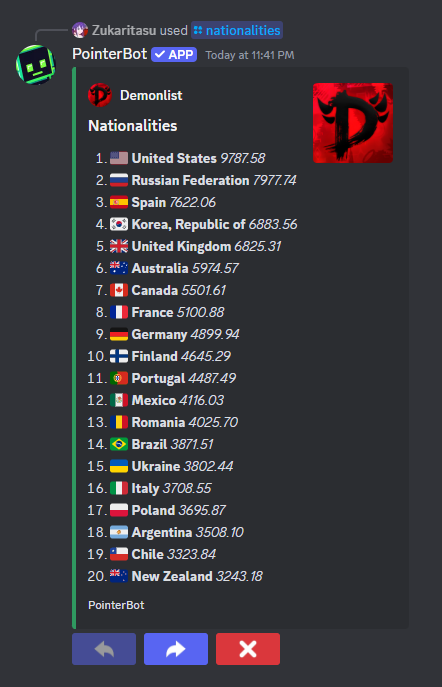 Zukaritasu used nationalities
PointerBot ✓ APP Today at 11:41 PM
Demonlist
Nationalities
1. United States 9787.58
2. Russian Federation 7977.74
3. Spain 7622.06
4. Korea, Republic of 6883.56
5. United Kingdom 6825.31
6. Australia 5974.57
7. Canada 5501.61
8. France 5100.88
9. Germany 4899.94
10. Finland 4645.29
11. Portugal 4487.49
12. Mexico 4116.03
13. Romania 4025.70
14. Brazil 3871.51
15. Ukraine 3802.44
16. Italy 3708.55
17. Poland 3695.87
18. Argentina 3508.10
19. Chile 3323.84
20. New Zealand 3243.18
PointerBot